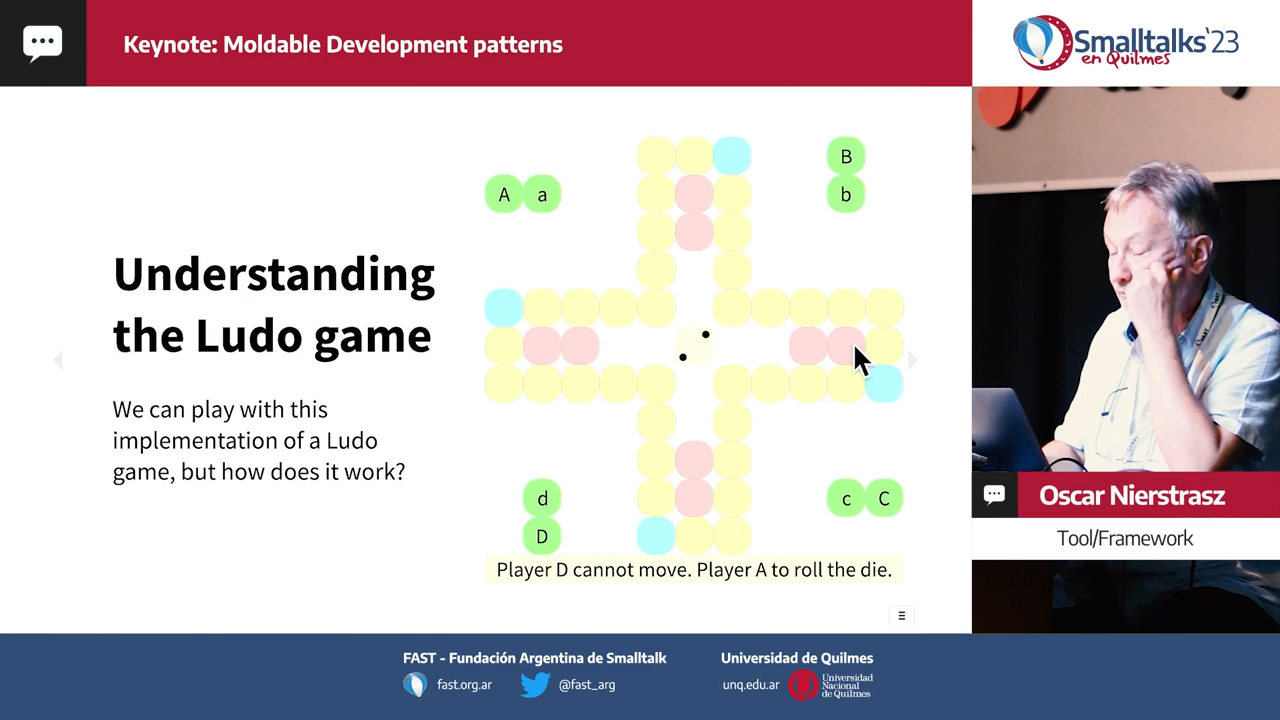 Keynote: Moldable Development patterns
Smalltalks'23
en Quilmes
Understanding
the Ludo game
We can play with this
implementation of a Ludo
game, but how does it work?
A a
B
b
d
D
c C
Player D cannot move. Player A to roll the die.
Oscar Nierstrasz
Tool/Framework
FAST - Fundación Argentina de Smalltalk
fast.org.ar
@fast_arg
Universidad de Quilmes
unq.edu.ar
Universidad
Nacional
de Quilmes